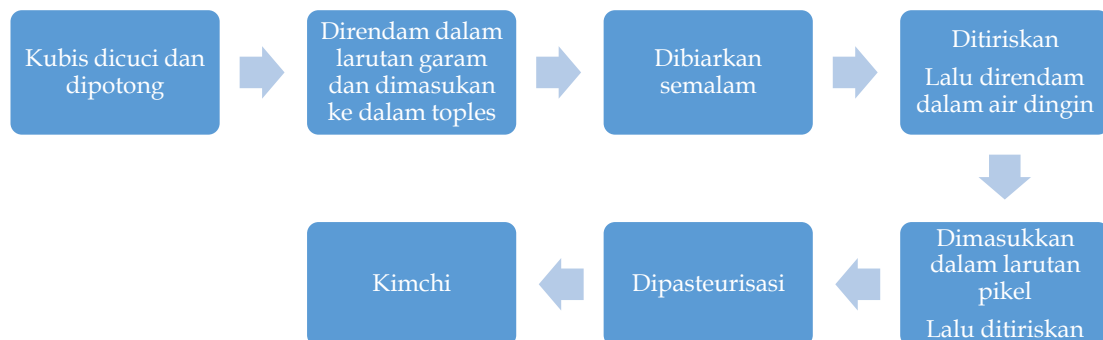 Kubis dicuci dan
dipotong
Direndam dalam
larutan garam
dan dimasukan
ke dalam toples
Dibiarkan
semalam
Ditiriskan
Lalu direndam
dalam air dingin
Dimasukkan
dalam larutan
pikel
Lalu ditiriskan
Dipasteurisasi
Kimchi